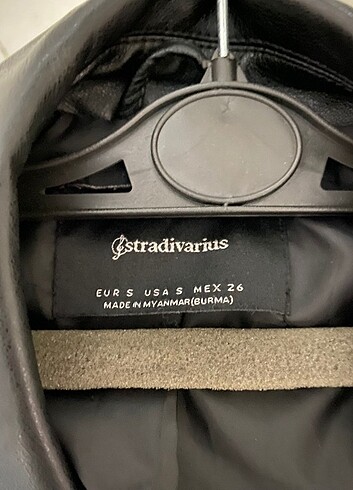 stradivarius
EUR S USA S MEX 26
MADE IN MYANMAR(BURMA)